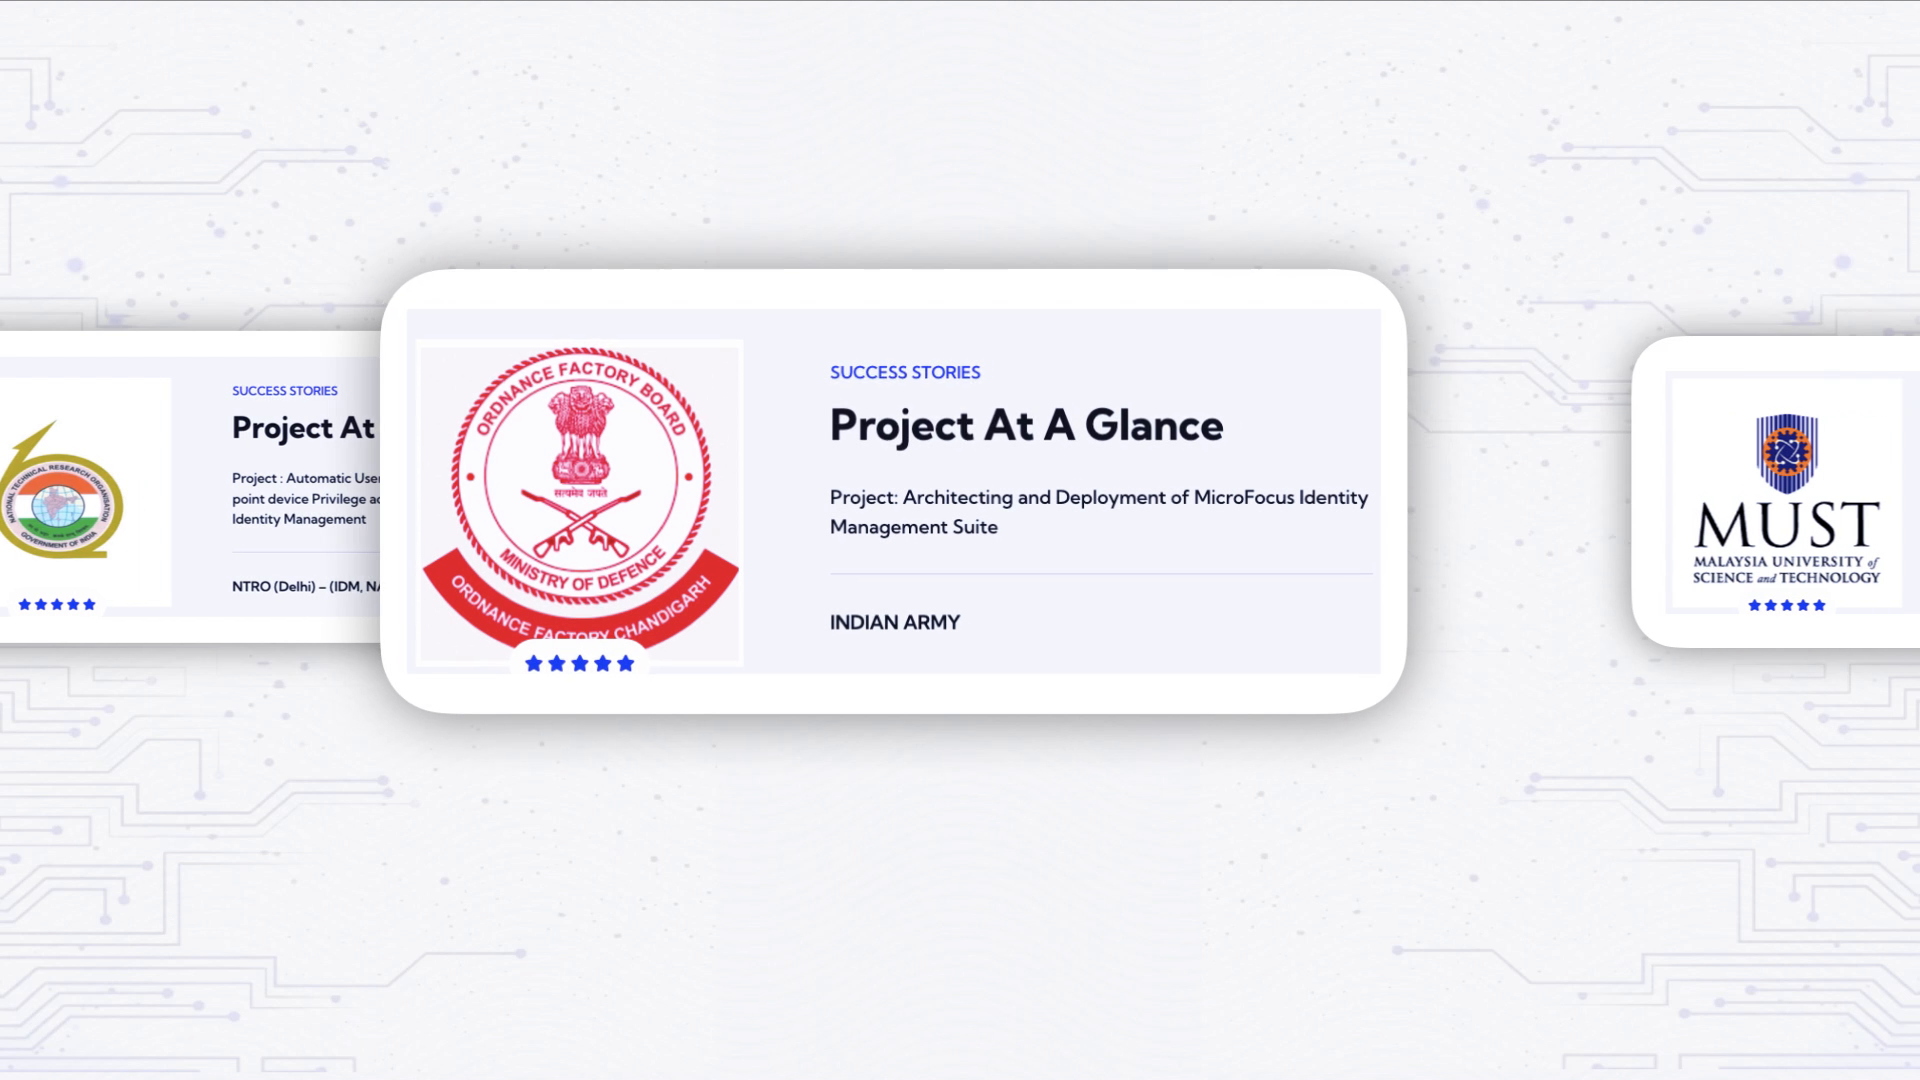 SUCCESS STORIES
Project At
Project : Automatic User
point device Privilege ac
Identity Management
NTRO (Delhi) – (IDM, NA
NATIONAL TECHNICAL RESEARCH ORGANISATION
GOVERNMENT OF INDIA
ORDNANCE FACTORY BOARD
सत्यमेव जयते
MINISTRY OF DEFENCE
ORDNANCE FACTORY CHANDIGARH
SUCCESS STORIES
Project At A Glance
Project: Architecting and Deployment of MicroFocus Identity
Management Suite
INDIAN ARMY
MUST
MALAYSIA UNIVERSITY of
SCIENCE and TECHNOLOGY